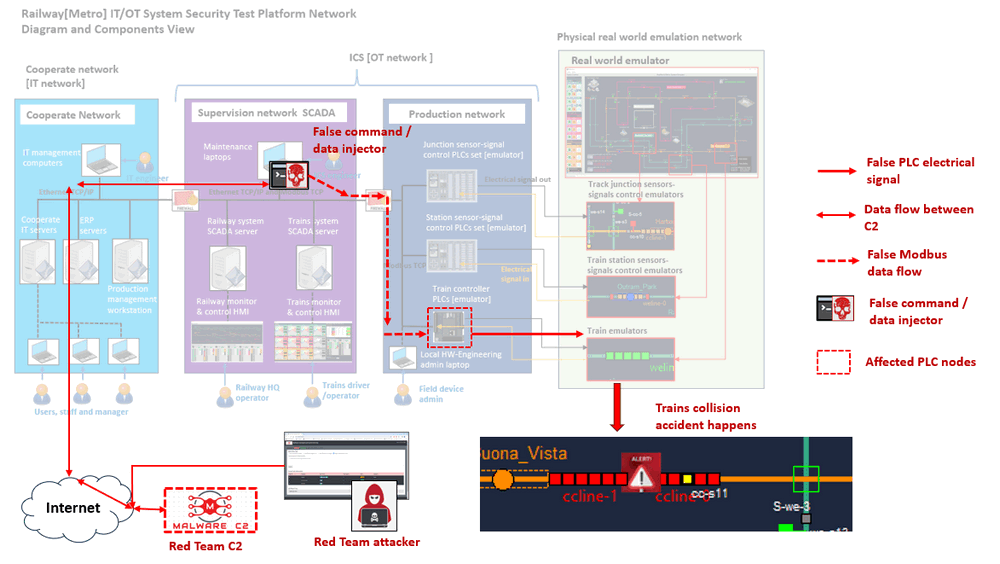 Railway[Metro] IT/OT System Security Test Platform Network
Diagram and Components View
Physical real world emulation network
ICS [OT network ]
Cooperate network
[IT network]
Real world emulator
Cooperate Network
Supervision network SCADA
Production network
False command /
data injector
Maintenance
laptops
Junction sensor-signal
control PLCs set [emulator]
IT management
computers
IT engineer
Ethernet TCP/IP
Ethernet TCP/IP
TCP
Electrical signal out
FIREWALL
FIREWALL
Track junction sensors-
signals control emulators
Cooperate
IT servers
ERP
servers
Railway system
SCADA server
Trains system
SCADA server
Station sensor-signal
control PLCs set [emulator]
Modbus TCP
Electrical
signal in
Train station sensors-
signals control emulators
Production
management
workstation
Railway monitor
& control HMI
Trains monitor
& control HMI
Train controller
PLCs [emulator]
Train emulators
Local HW-Engineering
admin laptop
welin
Users, staff and manager
Railway HQ
operator
Trains driver
/operator
Field device
admin
False PLC electrical
signal
Data flow between
C2
False Modbus
data flow
False command /
data injector
Affected PLC nodes
Trains collision
accident happens
uona_Vista
ALERT!
ccline-1
ccline-
cc-s11
S-we-3
Internet
MALWARE C2
Red Team C2
Red Team attacker